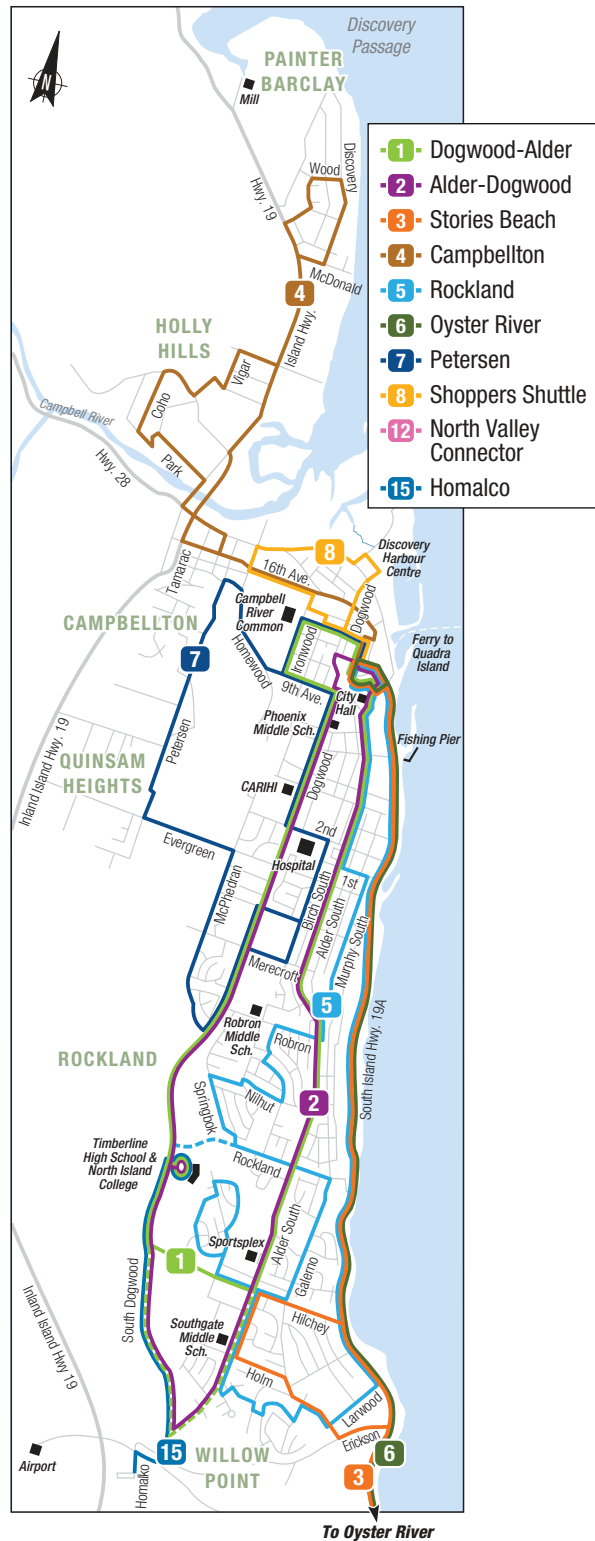 Discovery
Passage
PAINTER
BARCLAY
Mill
N
Wood
Discovery
Hwy. 19
McDonald
4
Island Hwy.
HOLLY
HILLS
Vigar
Coho
Campbell River
Park
Hwy. 28
1 Dogwood-Alder
2 Alder-Dogwood
3 Stories Beach
4 Campbellton
5 Rockland
6 Oyster River
7 Petersen
8 Shoppers Shuttle
12 North Valley
Connector
15 Homalco
8
Discovery
Harbour
Centre
16th Ave.
Tamarac
Dogwood
Campbell
River
Common
CAMPBELLTON
Ironwood
Homewood
7
Ferry to
Quadra
Island
9th Ave.
City
Hall
Phoenix
Middle Sch.
Fishing Pier
Petersen
Inland Island Hwy. 19
QUINSAM
HEIGHTS
CARIHI
Dogwood
2nd
Evergreen
Hospital
McPhedran
Birch South
1st
Alder South
Murphy South
Merecroft
5
Robron
Middle
Sch.
Robron
South Island Hwy. 19A
ROCKLAND
2
Springbok
Nilhut
Timberline
High School &
North Island
College
Rockland
Alder South
Sportsplex
Galerno
1
South Dogwood
Hilchey
Southgate
Middle
Sch.
Holm
Larwood
Erickson
Inland Island Hwy 19
15
WILLOW
POINT
6
3
Airport
Homalko
To Oyster River